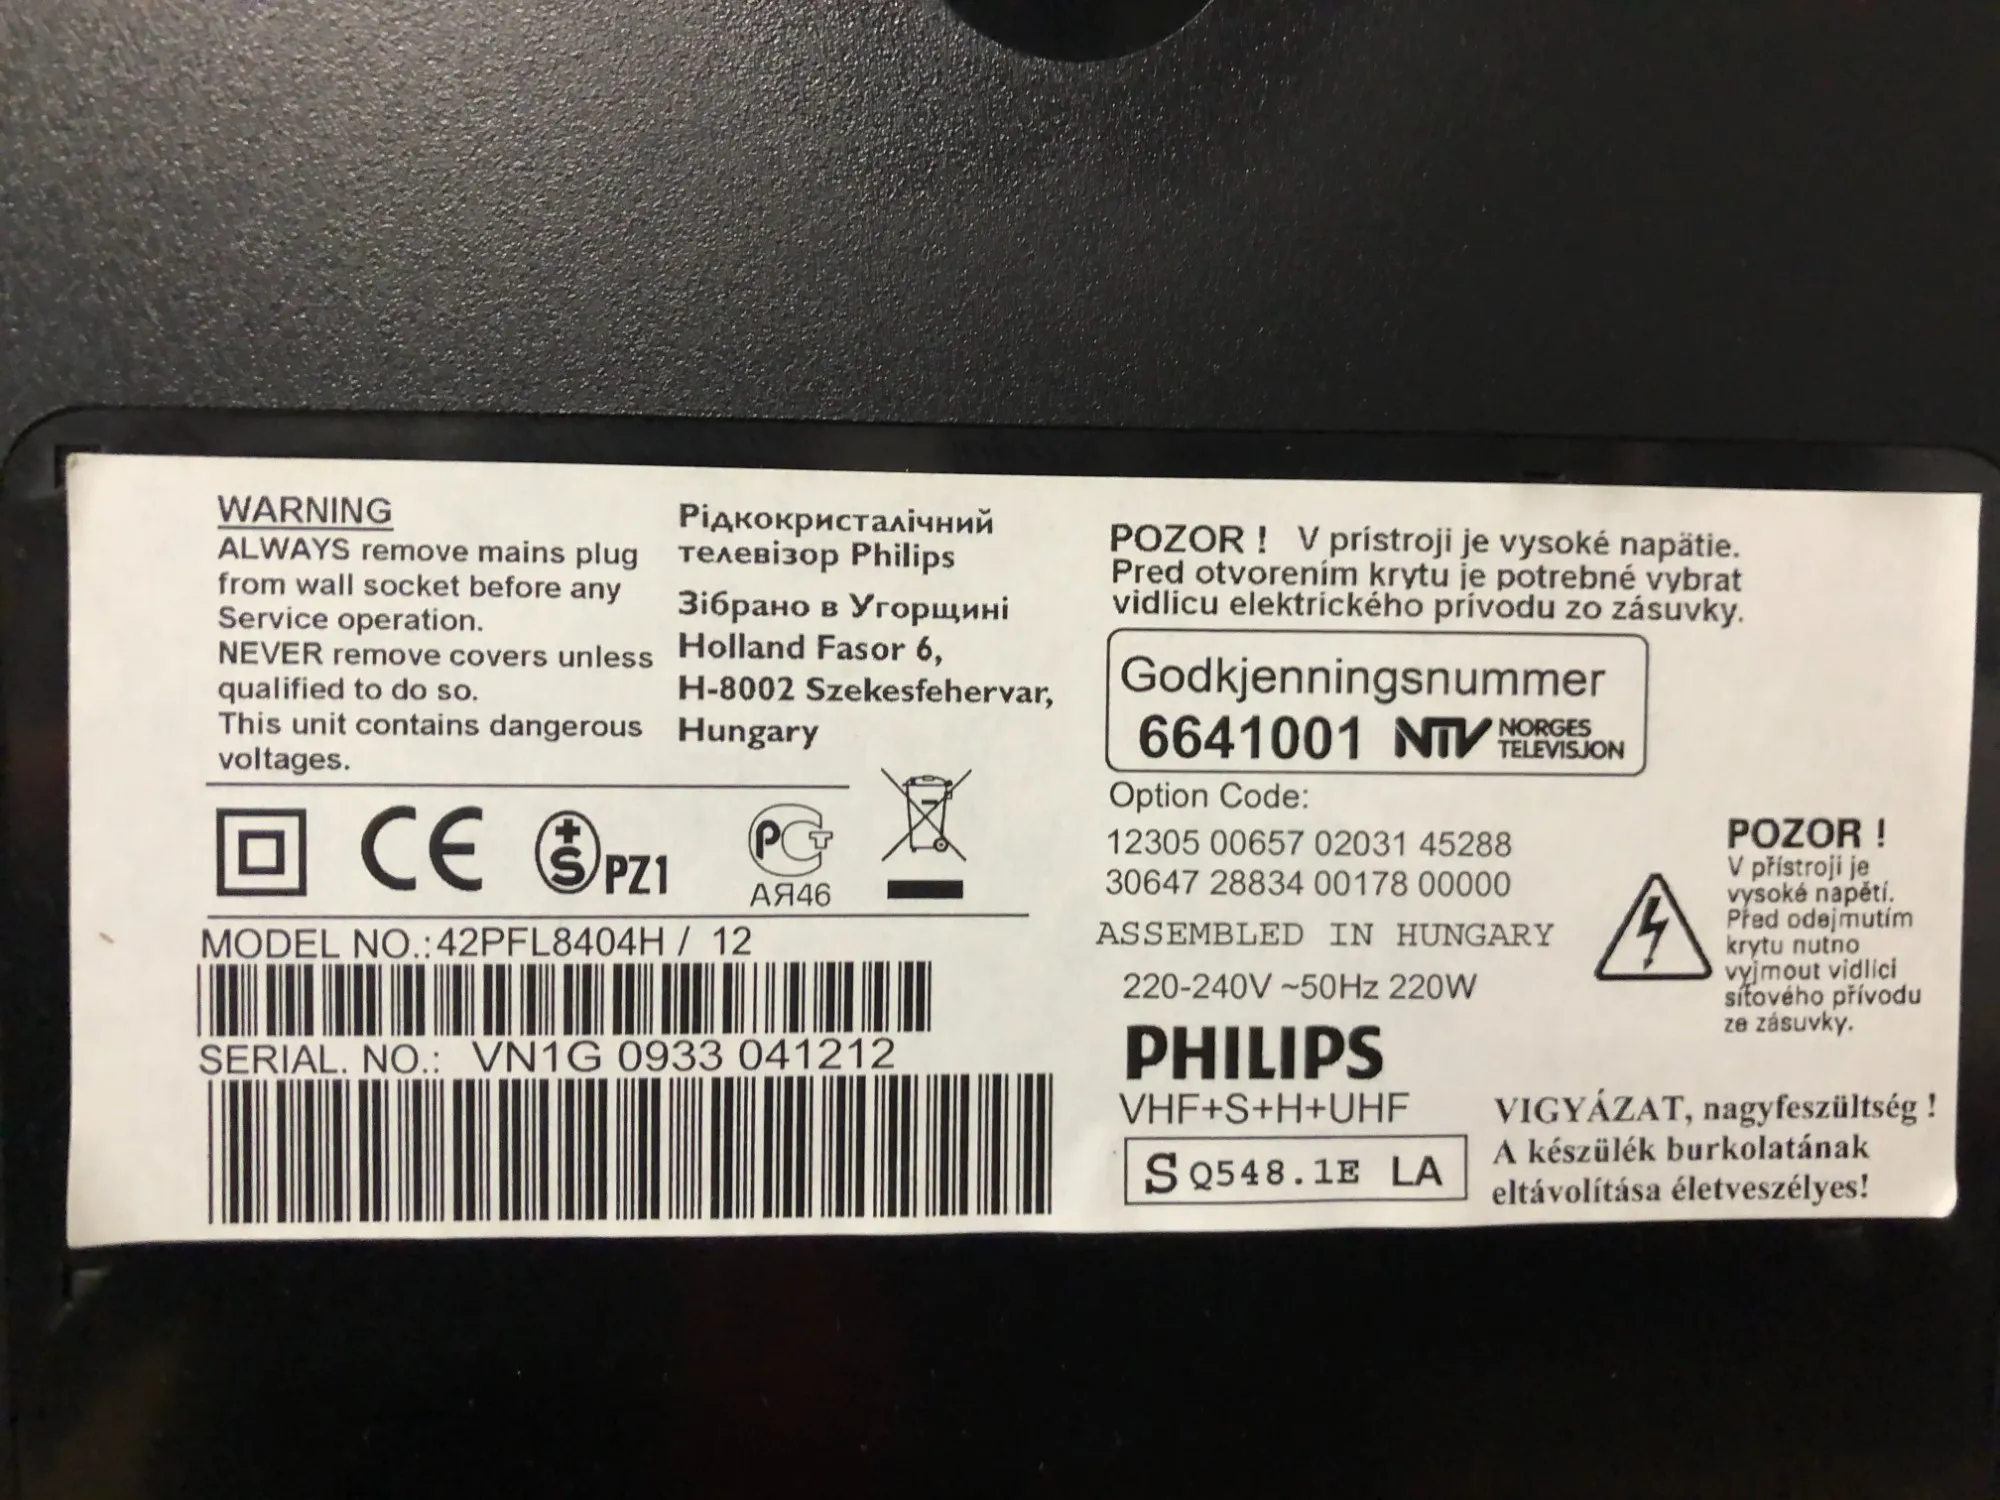 WARNING
ALWAYS remove mains plug
from wall socket before any
Service operation.
NEVER remove covers unless
qualified to do so.
This unit contains dangerous
voltages.
Рідкокристалічний
телевізор Philips
Зібрано в Угорщині
Holland Fasor 6,
H-8002 Szekesfehervar,
Hungary
CE
+S PZ1
РСТ
АЯ46
MODEL NO.:42PFL8404H / 12
SERIAL. NO.: VN1G 0933 041212
POZOR ! V prístroji je vysoké napätie.
Pred otvorením krytu je potrebné vybrat
vidlicu elektrického prívodu zo zásuvky.
Godkjenningsnummer
6641001 NTV NORGES
TELEVISJON
Option Code:
12305 00657 02031 45288
30647 28834 00178 00000
ASSEMBLED IN HUNGARY
220-240V ~50Hz 220W
PHILIPS
VHF+S+H+UHF
S Q548.1E LA
POZOR !
V přístroji je
vysoké napětí.
Před odejmutím
krytu nutno
vyjmout vidlici
síťového přívodu
ze zásuvky.
VIGYÁZAT, nagyfeszültség !
A készülék burkolatának
eltávolítása életveszélyes!